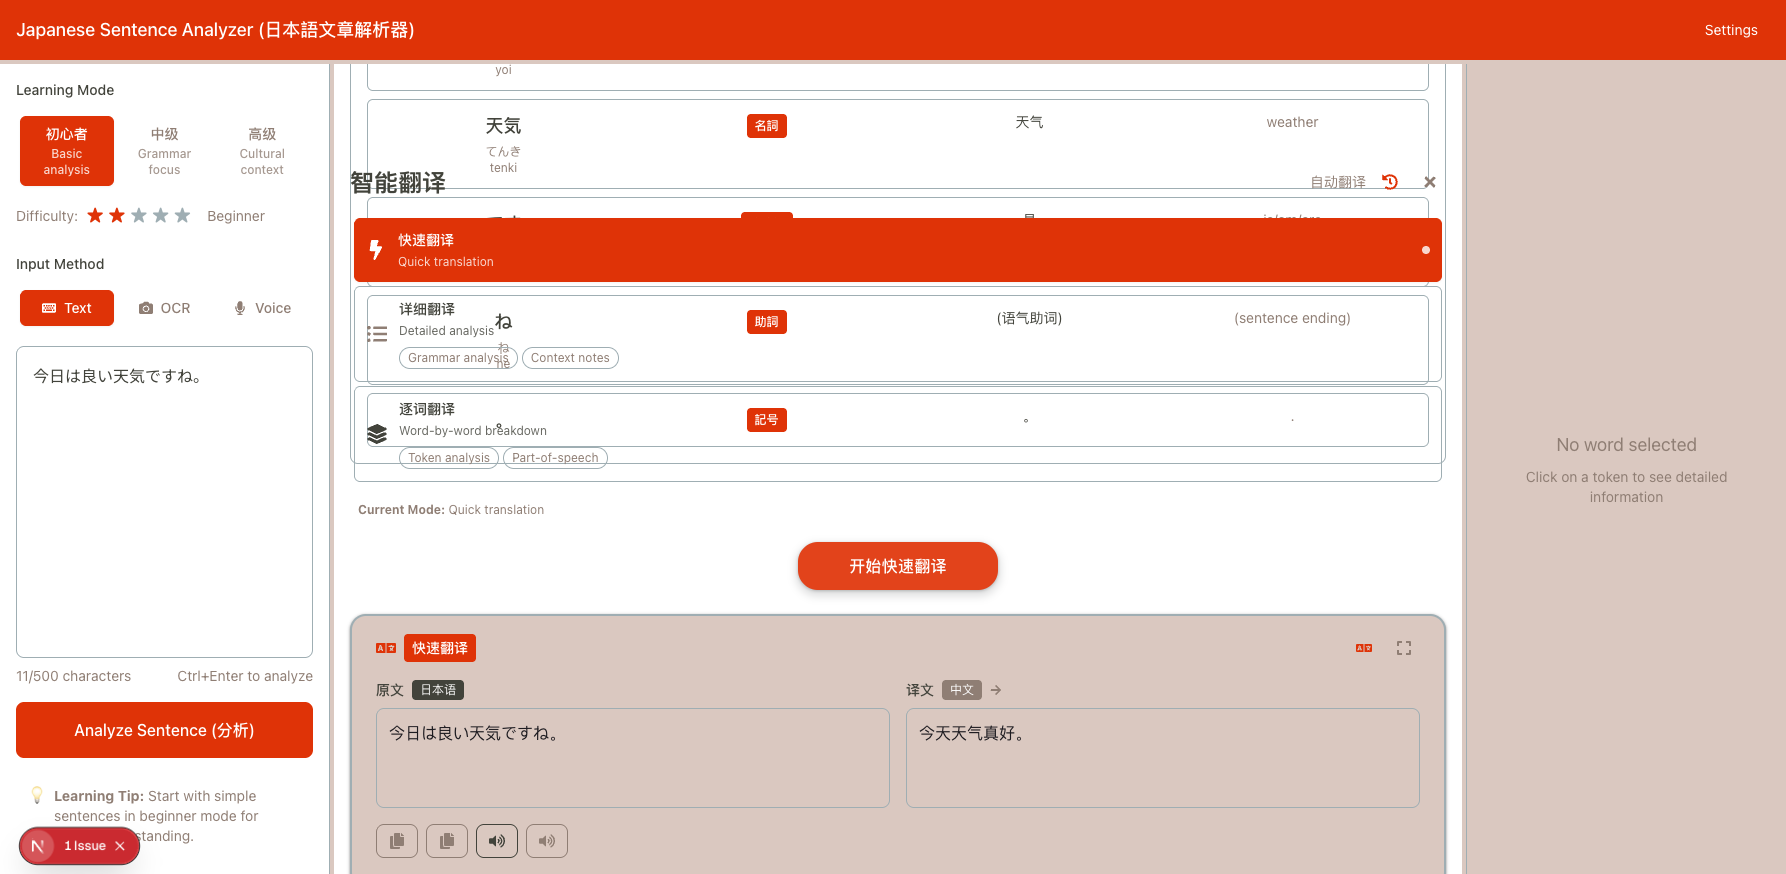 Japanese Sentence Analyzer (日本語文章解析器)
Settings
Learning Mode
初心者
Basic
analysis
中级
Grammar
focus
高级
Cultural
context
Difficulty:
Beginner
Input Method
Text
OCR
Voice
今日は良い天気ですね。
11/500 characters
Ctrl+Enter to analyze
Analyze Sentence (分析)
Learning Tip: Start with simple
sentences in beginner mode for
standing.
N
1 Issue
yoi
天気
てんき
tenki
名詞
天气
weather
智能翻译
自动翻译
快速翻译
Quick translation
详细翻译
Detailed analysis
Grammar analysis
Context notes
ね
ね
ne
助詞
(语气助词)
(sentence ending)
逐词翻译
Word-by-word breakdown
Token analysis
Part-of-speech
。
記号
。
.
Current Mode: Quick translation
开始快速翻译
快速翻译
原文
日本语
今日は良い天気ですね。
译文
中文
今天天气真好。
No word selected
Click on a token to see detailed
information